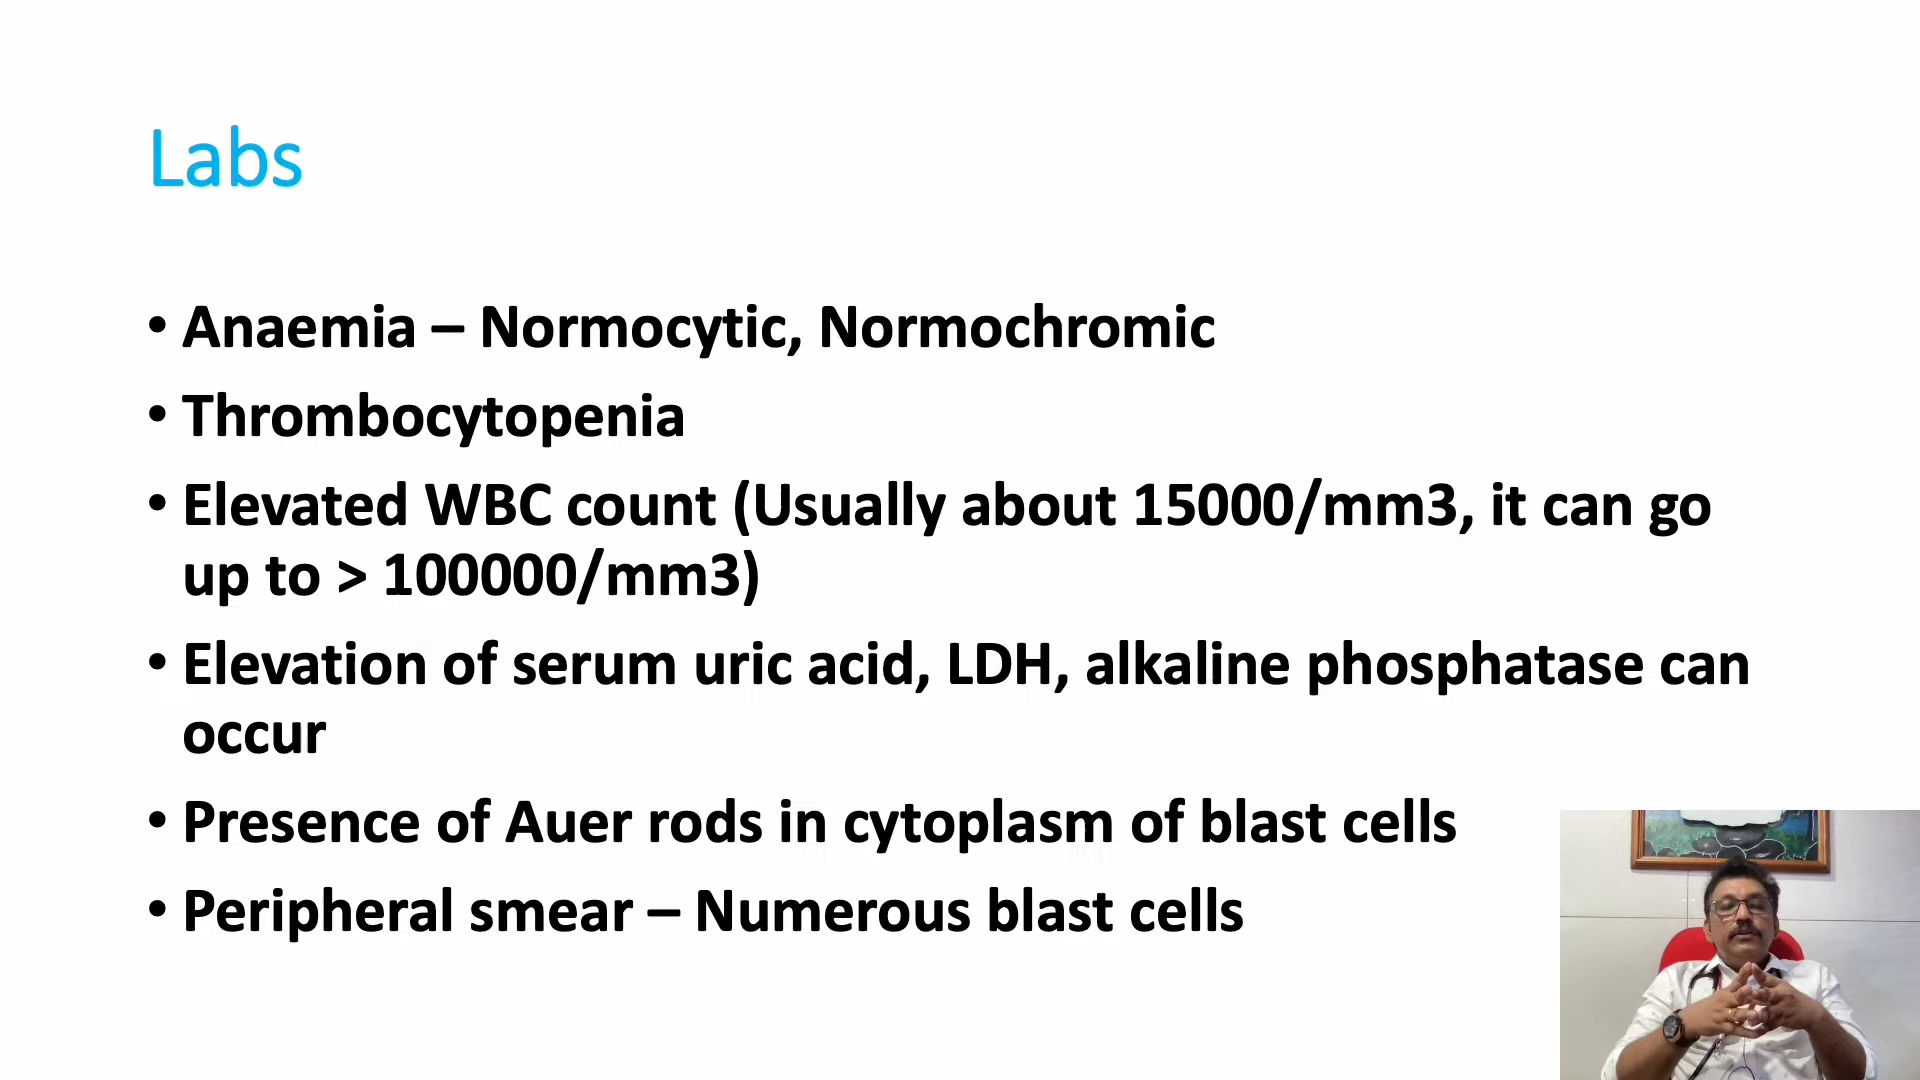 Labs
• Anaemia – Normocytic, Normochromic
• Thrombocytopenia
• Elevated WBC count (Usually about 15000/mm3, it can go
up to > 100000/mm3)
• Elevation of serum uric acid, LDH, alkaline phosphatase can
occur
• Presence of Auer rods in cytoplasm of blast cells
• Peripheral smear – Numerous blast cells